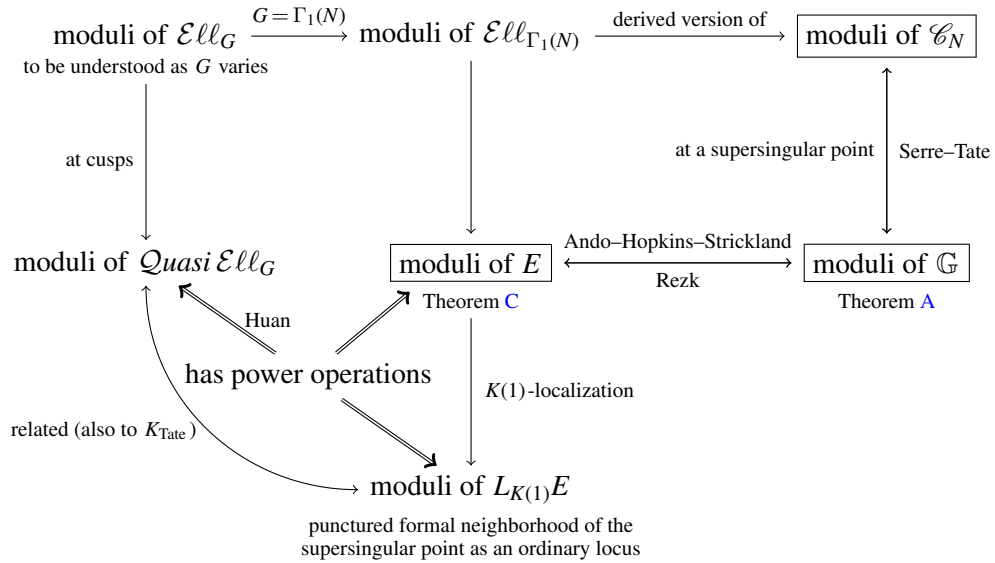 moduli of ℰℓℓ_G
G = Γ₁(N)
moduli of ℰℓℓ_{Γ₁(N)}
derived version of
moduli of 𝒞_N
to be understood as G varies
at cusps
at a supersingular point
Serre–Tate
moduli of 𝒬uasi ℰℓℓ_G
moduli of E
Ando–Hopkins–Strickland
Rezk
moduli of 𝔾
Theorem C
Theorem A
Huan
has power operations
K(1)-localization
related (also to K_Tate)
moduli of L_{K(1)}E
punctured formal neighborhood of the
supersingular point as an ordinary locus